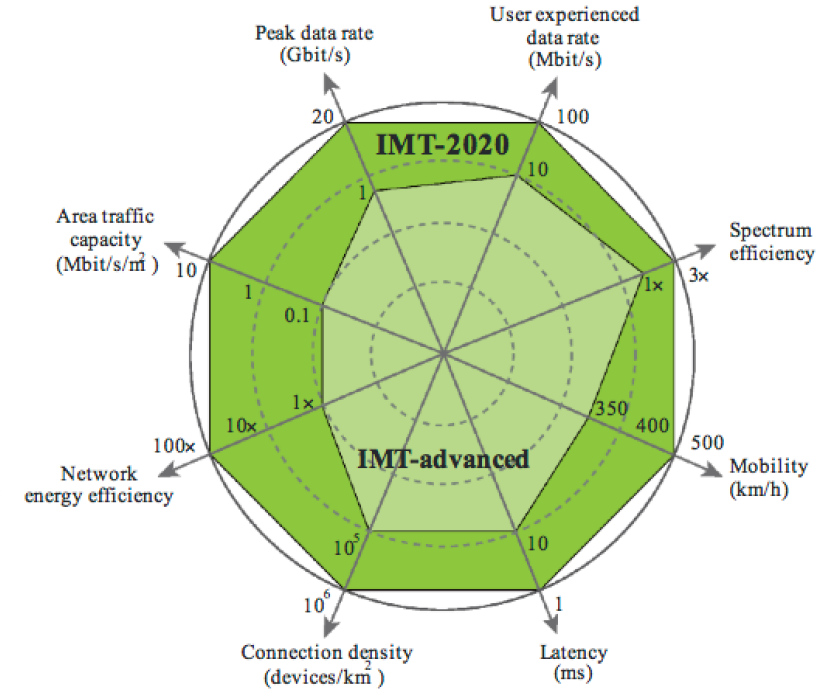 User experienced
data rate
(Mbit/s)
Peak data rate
(Gbit/s)
20
100
IMT-2020
1
10
Area traffic
capacity
(Mbit/s/m²)
10
1
0.1
Spectrum
efficiency
1×
3×
1×
10×
100×
Network
energy efficiency
350
400
500
Mobility
(km/h)
IMT-advanced
10⁵
10⁶
10
1
Connection density
(devices/km²)
Latency
(ms)